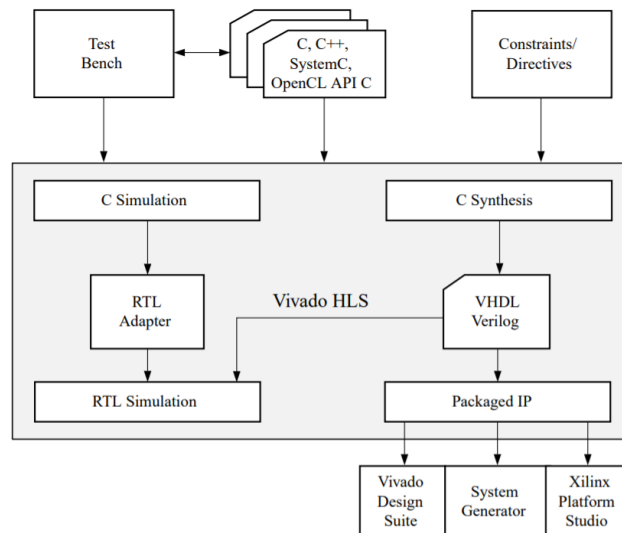 Test
Bench
C, C++,
SystemC,
OpenCL API C
Constraints/
Directives
C Simulation
C Synthesis
RTL
Adapter
Vivado HLS
VHDL
Verilog
RTL Simulation
Packaged IP
Vivado
Design
Suite
System
Generator
Xilinx
Platform
Studio